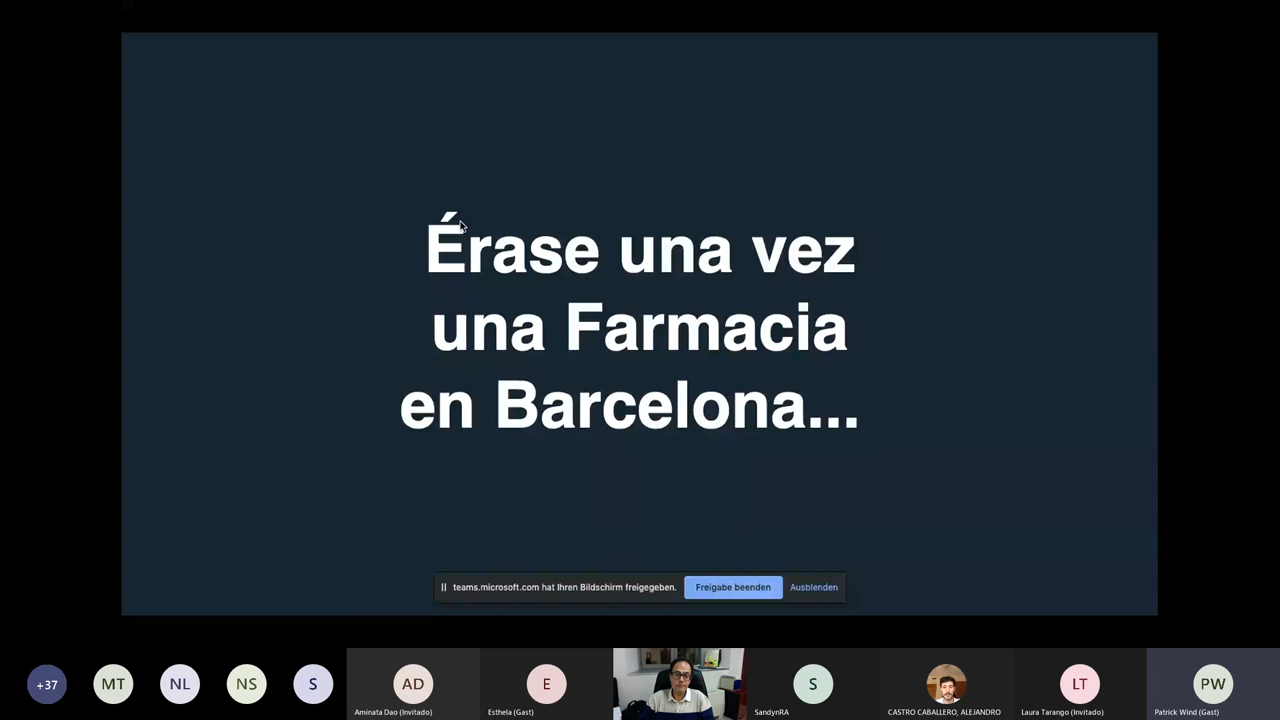 Érase una vez
una Farmacia
en Barcelona...
teams.microsoft.com hat Ihren Bildschirm freigegeben.
Freigabe beenden
Ausblenden
+37
MT
NL
NS
S
AD
E
S
LT
PW
Aminata Dao (Invitado)
Esthela (Gast)
SandynRA
CASTRO CABALLERO, ALEJANDRO
Laura Tarango (Invitado)
Patrick Wind (Gast)